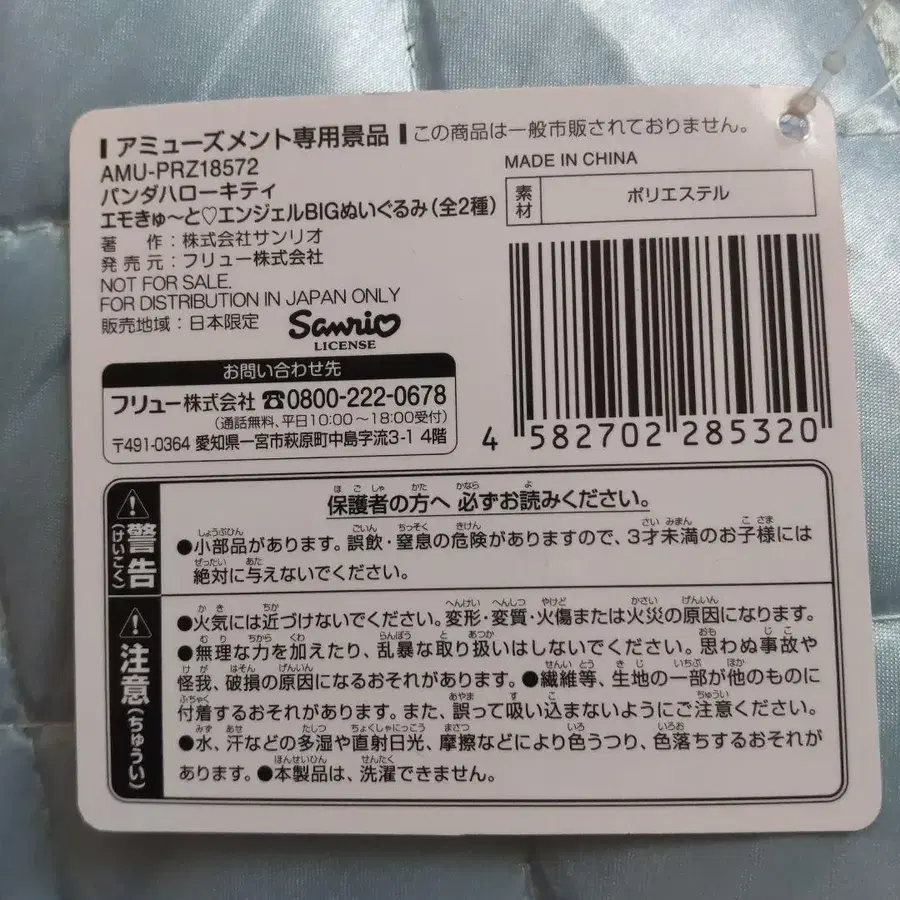 アミューズメント専用景品 この商品は一般市販されておりません。
AMU-PRZ18572
パンダハローキティ
エモきゅ〜と♡エンジェルBIGぬいぐるみ（全2種）
著 作：株式会社サンリオ
発売元：フリュー株式会社
NOT FOR SALE.
FOR DISTRIBUTION IN JAPAN ONLY
販売地域：日本限定
Sanrio
LICENSE
MADE IN CHINA
素材 ポリエステル
4 582702 285320
お問い合わせ先
フリュー株式会社 ☎0800-222-0678
（通話無料、平日10:00〜18:00受付）
〒491-0364 愛知県一宮市萩原町中島字流3-1 4階
警告（けいこく）
保護者の方へ 必ずお読みください。
●小部品があります。誤飲・窒息の危険がありますので、3才未満のお子様には
絶対に与えないでください。
注意（ちゅうい）
●火気には近づけないでください。変形・変質・火傷または火災の原因になります。
●無理な力を加えたり、乱暴な取り扱いはしないでください。思わぬ事故や
怪我、破損の原因になるおそれがあります。●繊維等、生地の一部が他のものに
付着するおそれがあります。また、誤って吸い込まないようにご注意ください。
●水、汗などの多湿や直射日光、摩擦などにより色うつり、色落ちするおそれが
あります。●本製品は、洗濯できません。